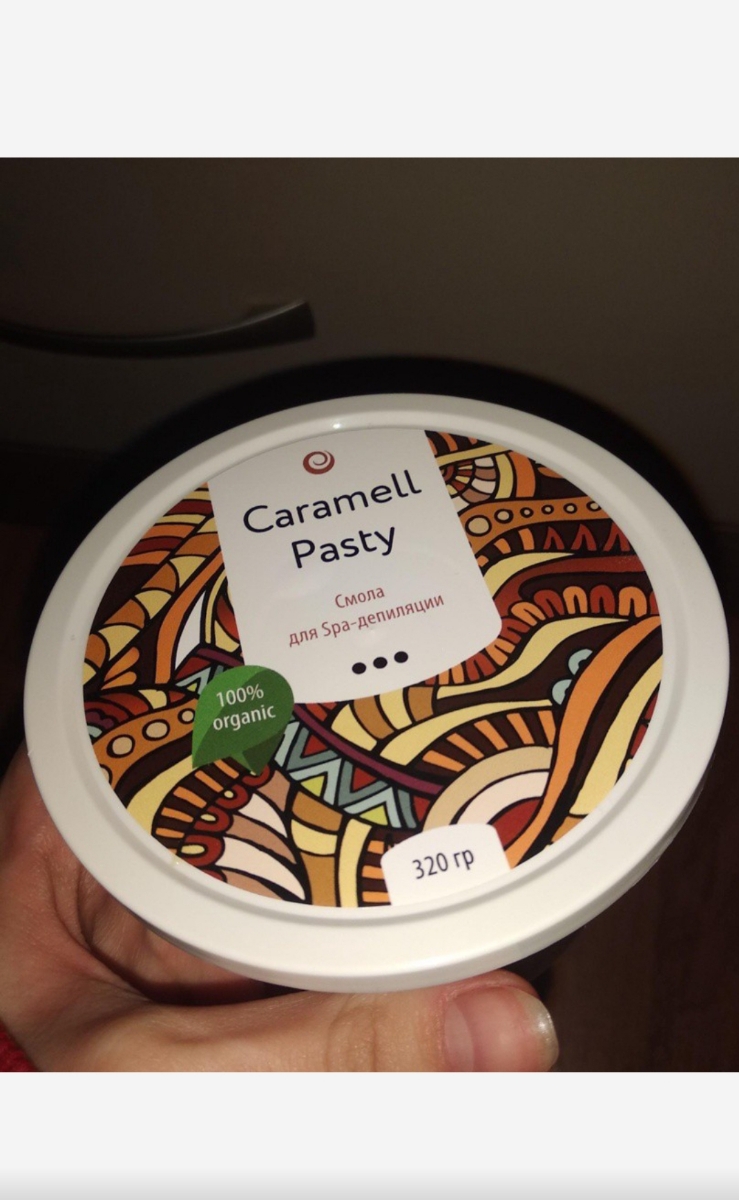 Caramell
Pasty
Смола
для Spa-депиляции
100%
organic
320 гр